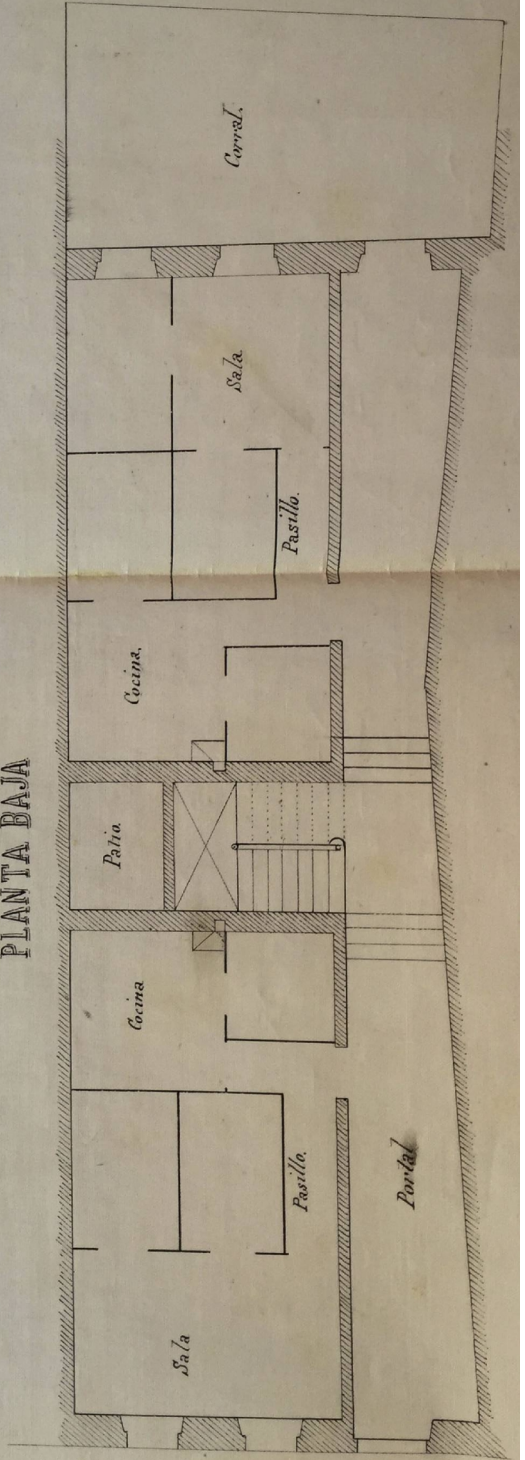 PLANTA BAJA
Corral.
Sala.
Pasillo.
Cocina.
Patio.
Cocina
Pasillo.
Portal
Sala